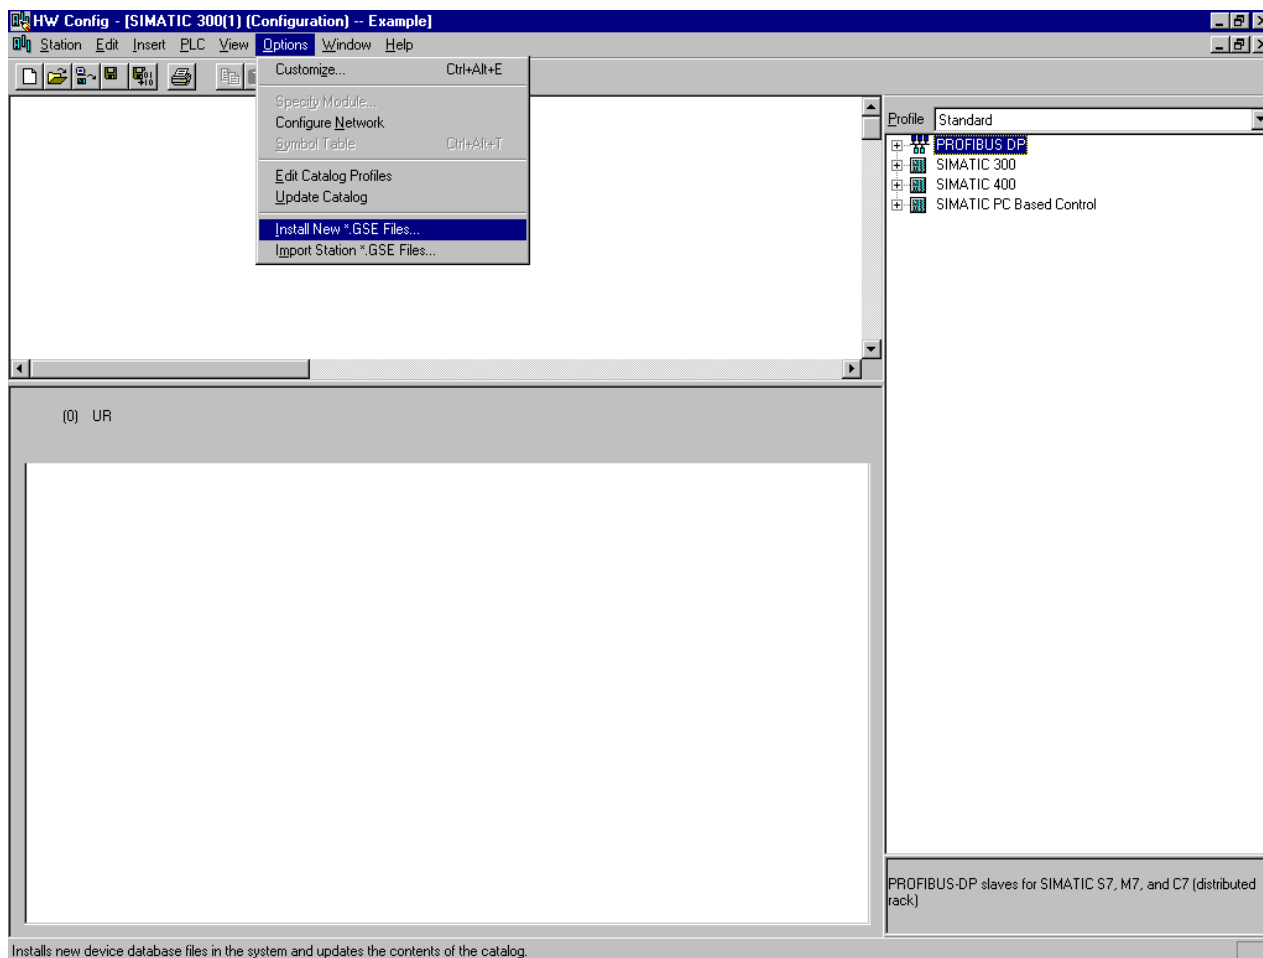 HW Config - [SIMATIC 300(1) (Configuration) -- Example]
Station Edit Insert PLC View Options Window Help
Customize... Ctrl+Alt+E
Specify Module...
Configure Network
Symbol Table Ctrl+Alt+T
Edit Catalog Profiles
Update Catalog
Install New *.GSE Files...
Import Station *.GSE Files...
Profile Standard
PROFIBUS DP
SIMATIC 300
SIMATIC 400
SIMATIC PC Based Control
(0) UR
PROFIBUS-DP slaves for SIMATIC S7, M7, and C7 (distributed
rack)
Installs new device database files in the system and updates the contents of the catalog.